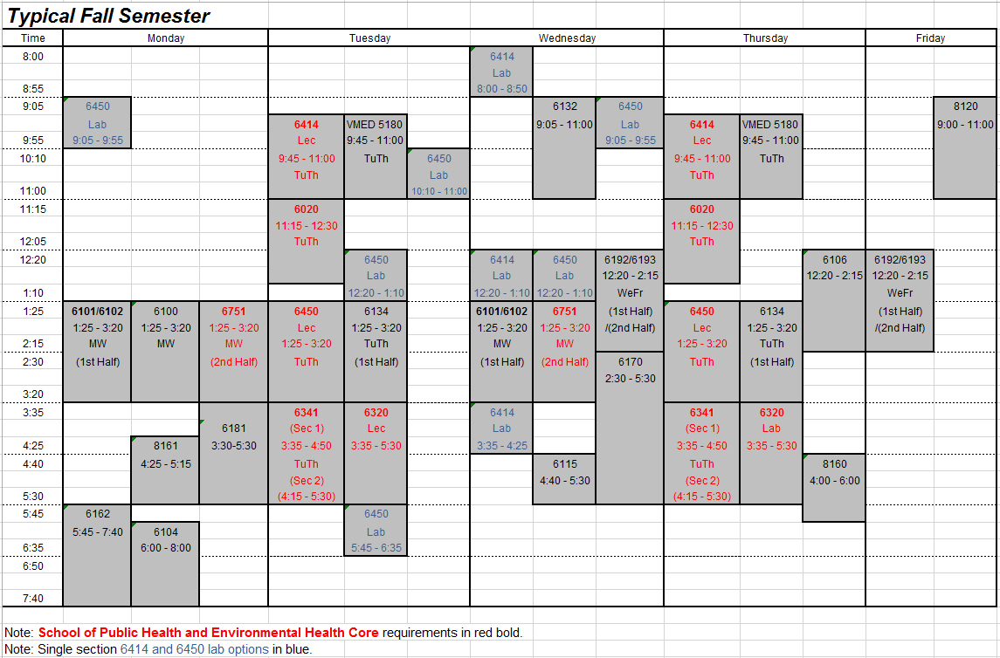 Typical Fall Semester
Time Monday Tuesday Wednesday Thursday Friday
8:00
8:55
9:05
9:55
10:10
11:00
11:15
12:05
12:20
1:10
1:25
2:15
2:30
3:20
3:35
4:25
4:40
5:30
5:45
6:35
6:50
7:40
6450
Lab
9:05 - 9:55
6101/6102
1:25 - 3:20
MW
(1st Half)
6100
1:25 - 3:20
MW
6751
1:25 - 3:20
MW
(2nd Half)
6181
3:30-5:30
8161
4:25 - 5:15
6162
5:45 - 7:40
6104
6:00 - 8:00
6414
Lec
9:45 - 11:00
TuTh
VMED 5180
9:45 - 11:00
TuTh
6450
Lab
10:10 - 11:00
6020
11:15 - 12:30
TuTh
6450
Lab
12:20 - 1:10
6450
Lec
1:25 - 3:20
TuTh
6134
1:25 - 3:20
TuTh
(1st Half)
6341
(Sec 1)
3:35 - 4:50
TuTh
(Sec 2)
(4:15 - 5:30)
6320
Lec
3:35 - 5:30
6450
Lab
5:45 - 6:35
6414
Lab
8:00 - 8:50
6132
9:05 - 11:00
6450
Lab
9:05 - 9:55
6414
Lab
12:20 - 1:10
6450
Lab
12:20 - 1:10
6192/6193
12:20 - 2:15
WeFr
(1st Half)
/(2nd Half)
6101/6102
1:25 - 3:20
MW
(1st Half)
6751
1:25 - 3:20
MW
(2nd Half)
6170
2:30 - 5:30
6414
Lab
3:35 - 4:25
6115
4:40 - 5:30
6414
Lec
9:45 - 11:00
TuTh
VMED 5180
9:45 - 11:00
TuTh
6020
11:15 - 12:30
TuTh
6106
12:20 - 2:15
6450
Lec
1:25 - 3:20
TuTh
6134
1:25 - 3:20
TuTh
(1st Half)
6341
(Sec 1)
3:35 - 4:50
TuTh
(Sec 2)
(4:15 - 5:30)
6320
Lab
3:35 - 5:30
8160
4:00 - 6:00
8120
9:00 - 11:00
6192/6193
12:20 - 2:15
WeFr
(1st Half)
/(2nd Half)
Note: School of Public Health and Environmental Health Core requirements in red bold.
Note: Single section 6414 and 6450 lab options in blue.